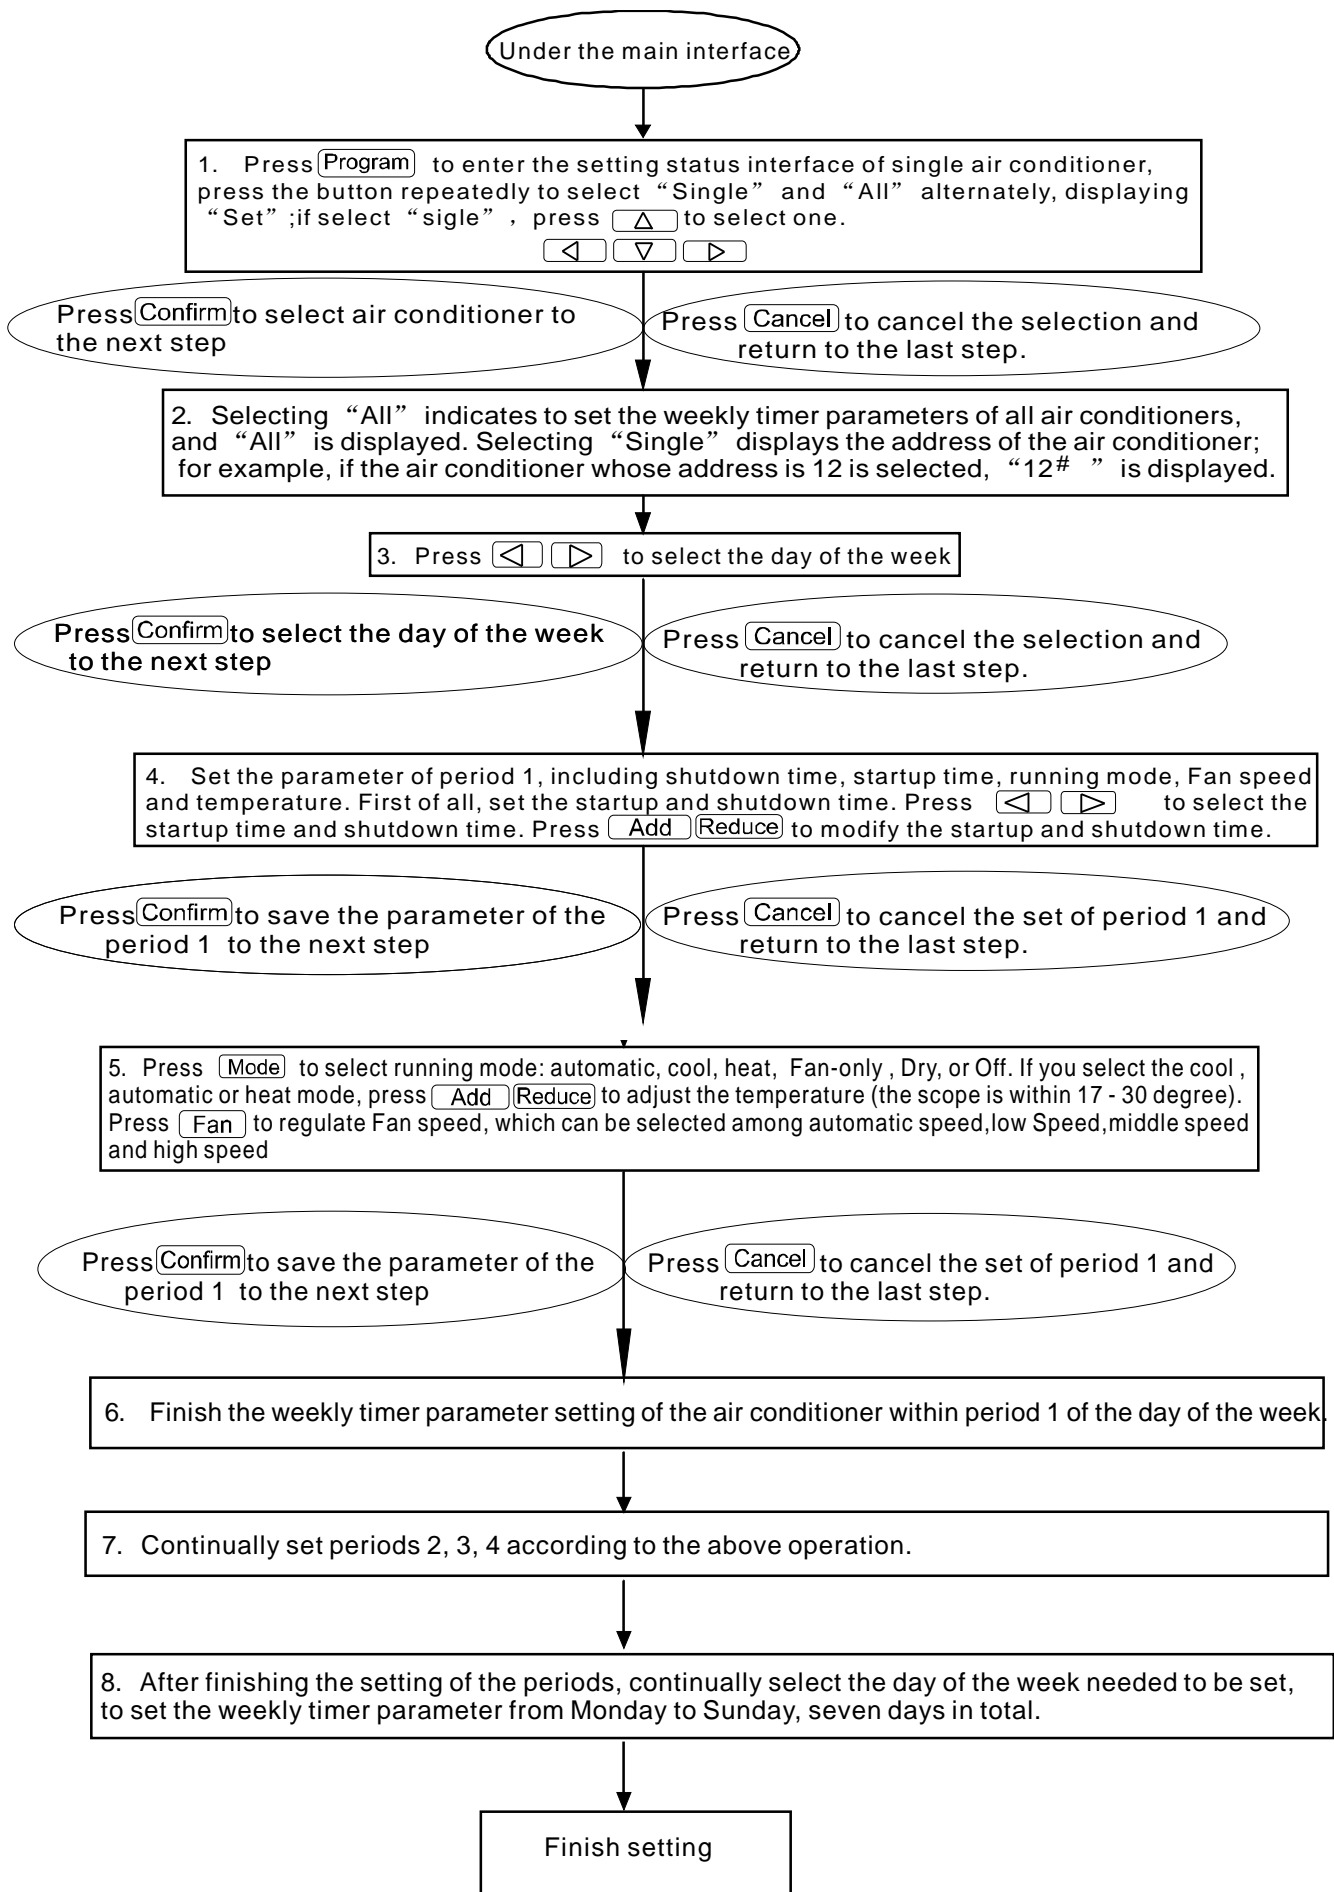 Under the main interface
1. Press Program to enter the setting status interface of single air conditioner,
press the button repeatedly to select “Single” and “All” alternately, displaying
“Set” ;if select “sigle” , press △ to select one.
◁ ▽ ▷
Press Confirm to select air conditioner to
the next step
Press Cancel to cancel the selection and
return to the last step.
2. Selecting “All” indicates to set the weekly timer parameters of all air conditioners,
and “All” is displayed. Selecting “Single” displays the address of the air conditioner;
for example, if the air conditioner whose address is 12 is selected, “12# ” is displayed.
3. Press ◁ ▷ to select the day of the week
Press Confirm to select the day of the week
to the next step
Press Cancel to cancel the selection and
return to the last step.
4. Set the parameter of period 1, including shutdown time, startup time, running mode, Fan speed
and temperature. First of all, set the startup and shutdown time. Press ◁ ▷ to select the
startup time and shutdown time. Press Add Reduce to modify the startup and shutdown time.
Press Confirm to save the parameter of the
period 1 to the next step
Press Cancel to cancel the set of period 1 and
return to the last step.
5. Press Mode to select running mode: automatic, cool, heat, Fan-only , Dry, or Off. If you select the cool ,
automatic or heat mode, press Add Reduce to adjust the temperature (the scope is within 17 - 30 degree).
Press Fan to regulate Fan speed, which can be selected among automatic speed,low Speed,middle speed
and high speed
Press Confirm to save the parameter of the
period 1 to the next step
Press Cancel to cancel the set of period 1 and
return to the last step.
6. Finish the weekly timer parameter setting of the air conditioner within period 1 of the day of the week.
7. Continually set periods 2, 3, 4 according to the above operation.
8. After finishing the setting of the periods, continually select the day of the week needed to be set,
to set the weekly timer parameter from Monday to Sunday, seven days in total.
Finish setting